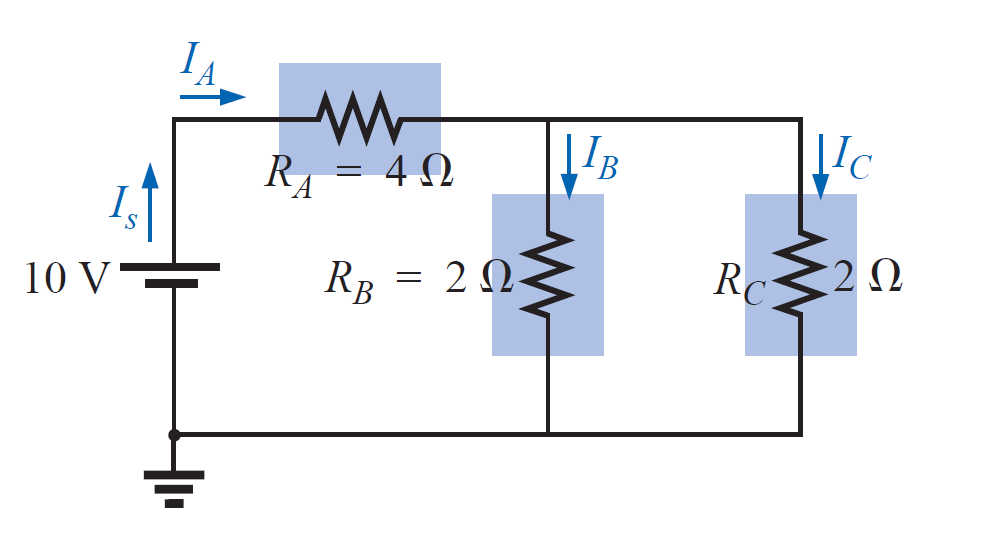 I_A
R_A = 4 Ω
I_B
I_C
I_s
10 V
R_B = 2 Ω
R_C 2 Ω